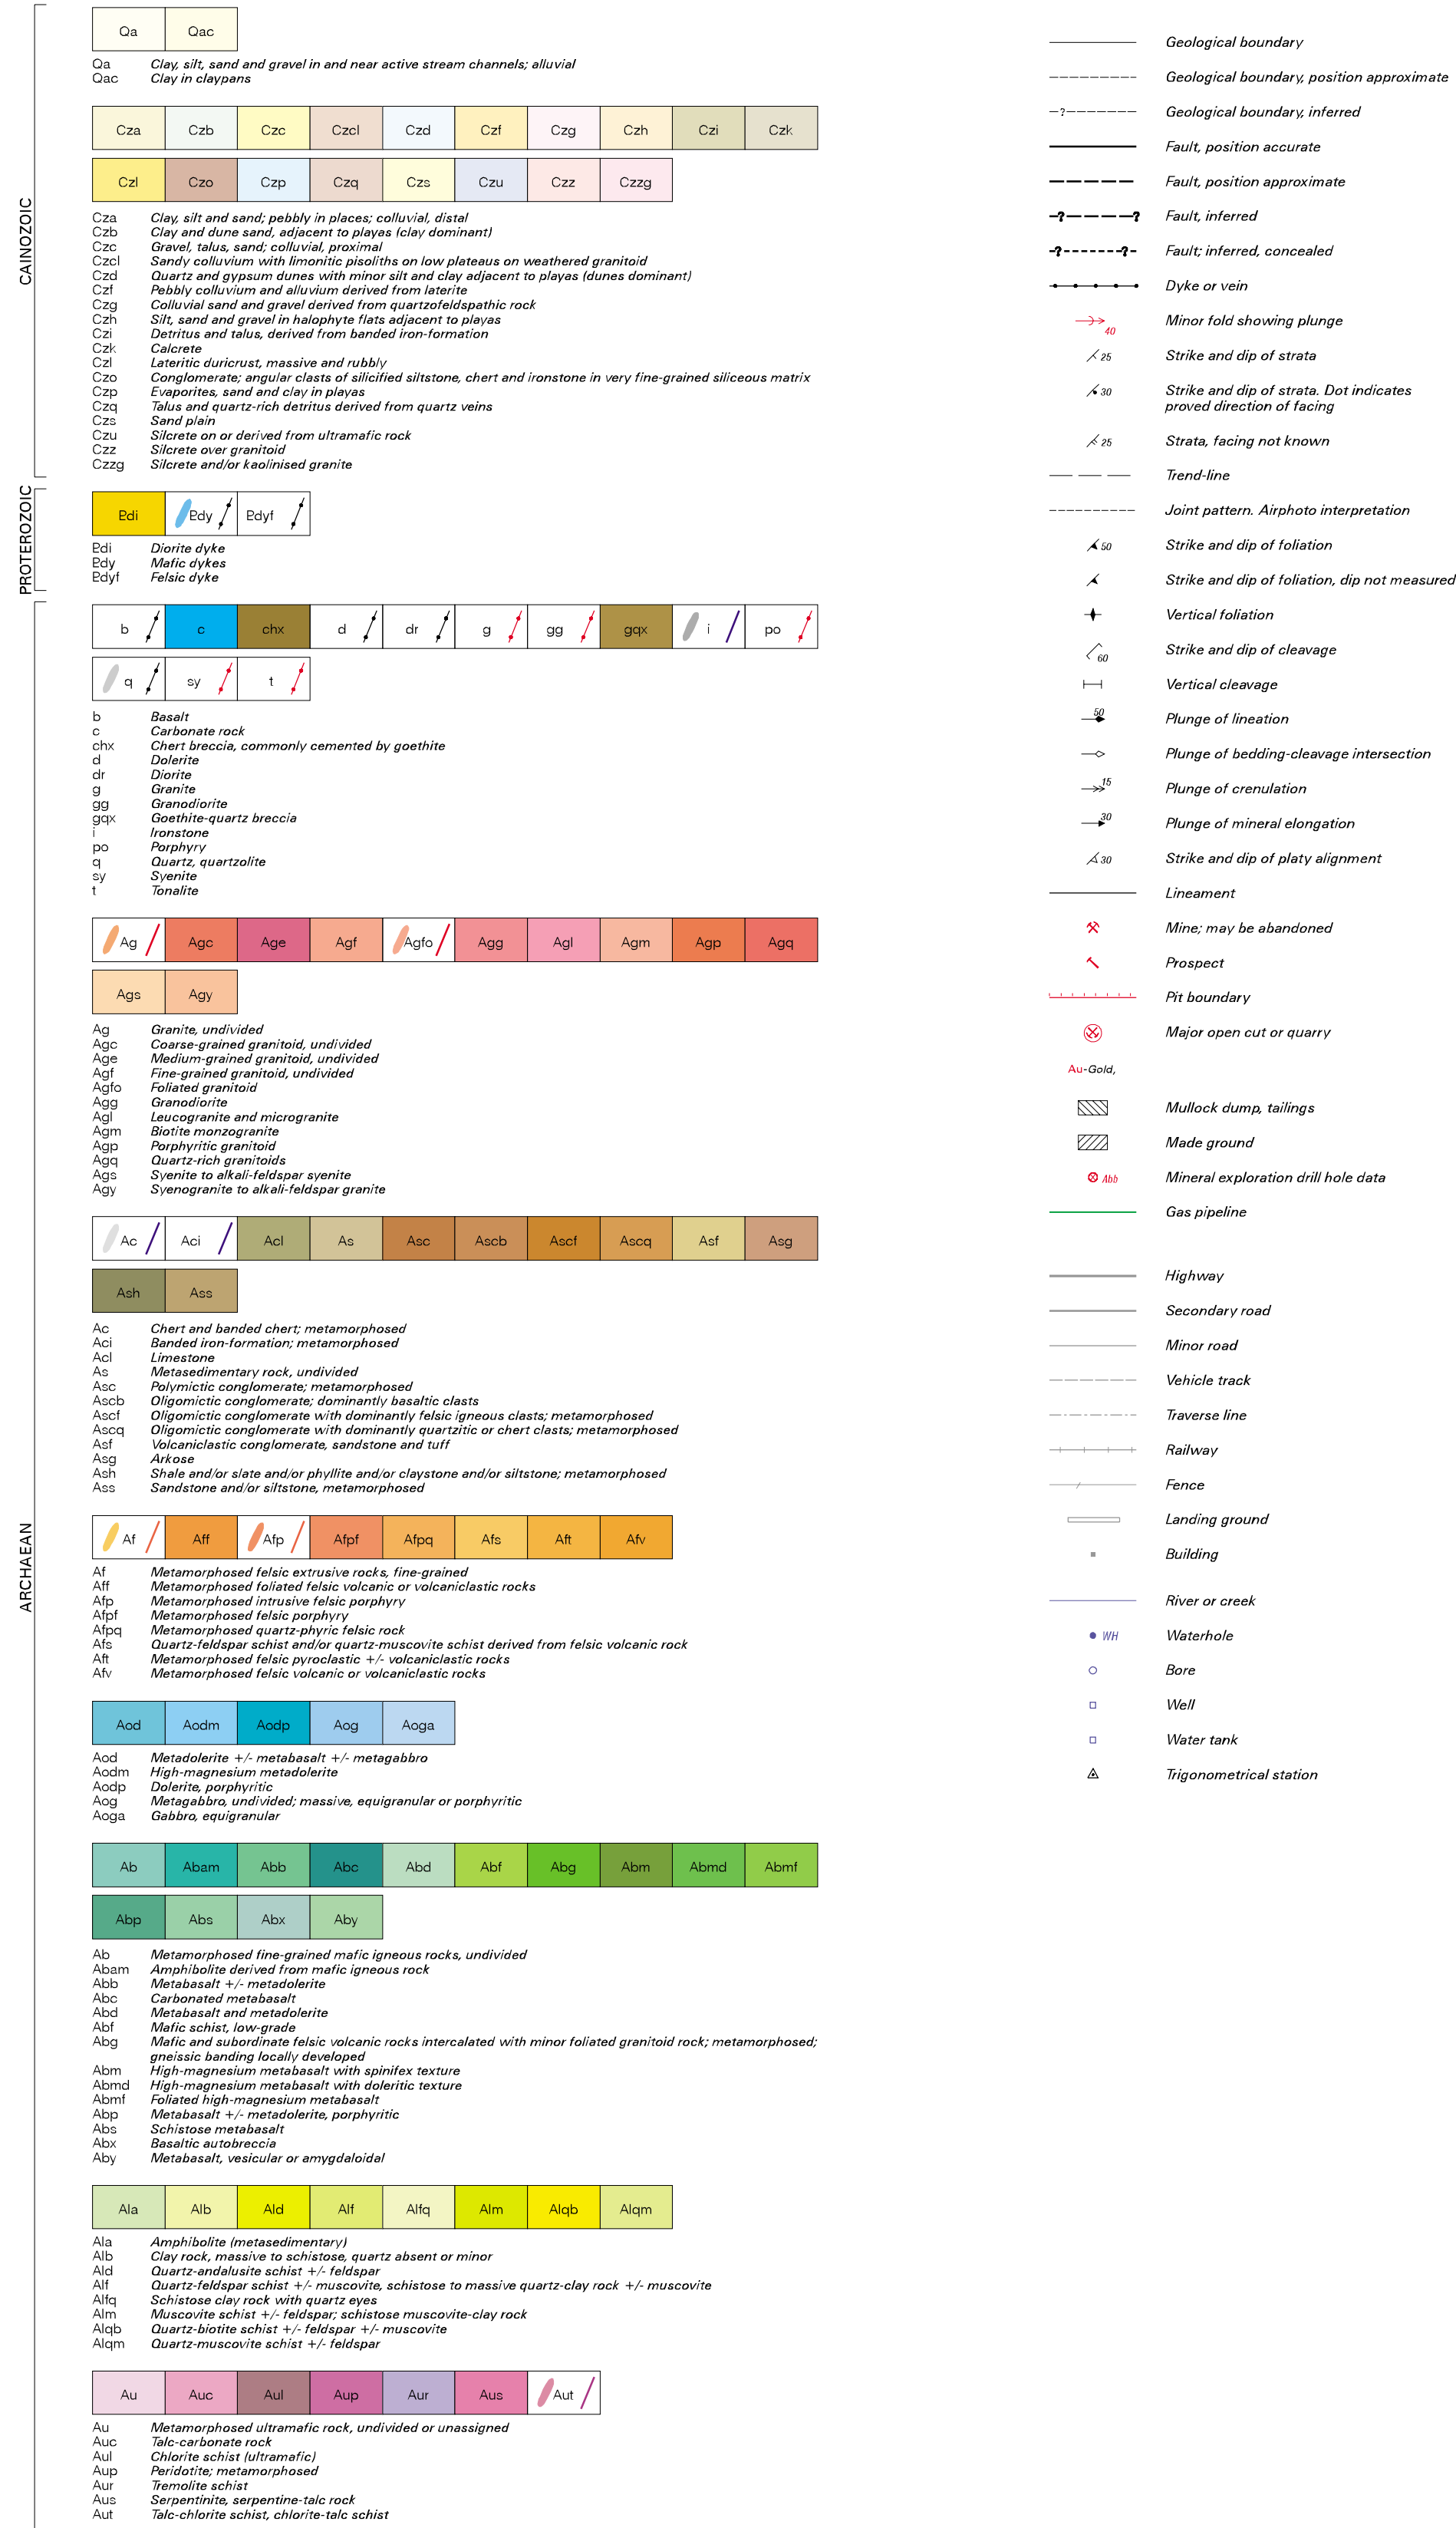 CAINOZOIC
Qa Qac
Qa Clay, silt, sand and gravel in and near active stream channels; alluvial
Qac Clay in claypans
Cza Czb Czc Czcl Czd Czf Czg Czh Czi Czk
Czl Czo Czp Czq Czs Czu Czz Czzg
Cza Clay, silt and sand; pebbly in places; colluvial, distal
Czb Clay and dune sand, adjacent to playas (clay dominant)
Czc Gravel, talus, sand; colluvial, proximal
Czcl Sandy colluvium with limonitic pisoliths on low plateaus on weathered granitoid
Czd Quartz and gypsum dunes with minor silt and clay adjacent to playas (dunes dominant)
Czf Pebbly colluvium and alluvium derived from laterite
Czg Colluvial sand and gravel derived from quartzofeldspathic rock
Czh Silt, sand and gravel in halophyte flats adjacent to playas
Czi Detritus and talus, derived from banded iron-formation
Czk Calcrete
Czl Lateritic duricrust, massive and rubbly
Czo Conglomerate; angular clasts of silicified siltstone, chert and ironstone in very fine-grained siliceous matrix
Czp Evaporites, sand and clay in playas
Czq Talus and quartz-rich detritus derived from quartz veins
Czs Sand plain
Czu Silcrete on or derived from ultramafic rock
Czz Silcrete over granitoid
Czzg Silcrete and/or kaolinised granite
PROTEROZOIC
Pdi Pdy Pdyf
Pdi Diorite dyke
Pdy Mafic dykes
Pdyf Felsic dyke
ARCHAEAN
b c chx d dr g gg gqx i po
q sy t
b Basalt
c Carbonate rock
chx Chert breccia, commonly cemented by goethite
d Dolerite
dr Diorite
g Granite
gg Granodiorite
gqx Goethite-quartz breccia
i Ironstone
po Porphyry
q Quartz, quartzolite
sy Syenite
t Tonalite
Ag Agc Age Agf Agfo Agg Agl Agm Agp Agq
Ags Agy
Ag Granite, undivided
Agc Coarse-grained granitoid, undivided
Age Medium-grained granitoid, undivided
Agf Fine-grained granitoid, undivided
Agfo Foliated granitoid
Agg Granodiorite
Agl Leucogranite and microgranite
Agm Biotite monzogranite
Agp Porphyritic granitoid
Agq Quartz-rich granitoids
Ags Syenite to alkali-feldspar syenite
Agy Syenogranite to alkali-feldspar granite
Ac Aci Acl As Asc Ascb Ascf Ascq Asf Asg
Ash Ass
Ac Chert and banded chert; metamorphosed
Aci Banded iron-formation; metamorphosed
Acl Limestone
As Metasedimentary rock, undivided
Asc Polymictic conglomerate; metamorphosed
Ascb Oligomictic conglomerate; dominantly basaltic clasts
Ascf Oligomictic conglomerate with dominantly felsic igneous clasts; metamorphosed
Ascq Oligomictic conglomerate with dominantly quartzitic or chert clasts; metamorphosed
Asf Volcaniclastic conglomerate, sandstone and tuff
Asg Arkose
Ash Shale and/or slate and/or phyllite and/or claystone and/or siltstone; metamorphosed
Ass Sandstone and/or siltstone, metamorphosed
Af Aff Afp Afpf Afpq Afs Aft Afv
Af Metamorphosed felsic extrusive rocks, fine-grained
Aff Metamorphosed foliated felsic volcanic or volcaniclastic rocks
Afp Metamorphosed intrusive felsic porphyry
Afpf Metamorphosed felsic porphyry
Afpq Metamorphosed quartz-phyric felsic rock
Afs Quartz-feldspar schist and/or quartz-muscovite schist derived from felsic volcanic rock
Aft Metamorphosed felsic pyroclastic +/- volcaniclastic rocks
Afv Metamorphosed felsic volcanic or volcaniclastic rocks
Aod Aodm Aodp Aog Aoga
Aod Metadolerite +/- metabasalt +/- metagabbro
Aodm High-magnesium metadolerite
Aodp Dolerite, porphyritic
Aog Metagabbro, undivided; massive, equigranular or porphyritic
Aoga Gabbro, equigranular
Ab Abam Abb Abc Abd Abf Abg Abm Abmd Abmf
Abp Abs Abx Aby
Ab Metamorphosed fine-grained mafic igneous rocks, undivided
Abam Amphibolite derived from mafic igneous rock
Abb Metabasalt +/- metadolerite
Abc Carbonated metabasalt
Abd Metabasalt and metadolerite
Abf Mafic schist, low-grade
Abg Mafic and subordinate felsic volcanic rocks intercalated with minor foliated granitoid rock; metamorphosed;
gneissic banding locally developed
Abm High-magnesium metabasalt with spinifex texture
Abmd High-magnesium metabasalt with doleritic texture
Abmf Foliated high-magnesium metabasalt
Abp Metabasalt +/- metadolerite, porphyritic
Abs Schistose metabasalt
Abx Basaltic autobreccia
Aby Metabasalt, vesicular or amygdaloidal
Ala Alb Ald Alf Alfq Alm Alqb Alqm
Ala Amphibolite (metasedimentary)
Alb Clay rock, massive to schistose, quartz absent or minor
Ald Quartz-andalusite schist +/- feldspar
Alf Quartz-feldspar schist +/- muscovite, schistose to massive quartz-clay rock +/- muscovite
Alfq Schistose clay rock with quartz eyes
Alm Muscovite schist +/- feldspar; schistose muscovite-clay rock
Alqb Quartz-biotite schist +/- feldspar +/- muscovite
Alqm Quartz-muscovite schist +/- feldspar
Au Auc Aul Aup Aur Aus Aut
Au Metamorphosed ultramafic rock, undivided or unassigned
Auc Talc-carbonate rock
Aul Chlorite schist (ultramafic)
Aup Peridotite; metamorphosed
Aur Tremolite schist
Aus Serpentinite, serpentine-talc rock
Aut Talc-chlorite schist, chlorite-talc schist
Geological boundary
Geological boundary, position approximate
? Geological boundary, inferred
Fault, position accurate
Fault, position approximate
? ? Fault, inferred
? ? Fault; inferred, concealed
Dyke or vein
40 Minor fold showing plunge
25 Strike and dip of strata
30 Strike and dip of strata. Dot indicates
proved direction of facing
25 Strata, facing not known
Trend-line
Joint pattern. Airphoto interpretation
50 Strike and dip of foliation
Strike and dip of foliation, dip not measured
Vertical foliation
60 Strike and dip of cleavage
Vertical cleavage
50 Plunge of lineation
Plunge of bedding-cleavage intersection
15 Plunge of crenulation
30 Plunge of mineral elongation
30 Strike and dip of platy alignment
Lineament
Mine; may be abandoned
Prospect
Pit boundary
Major open cut or quarry
Au-Gold,
Mullock dump, tailings
Made ground
Abb Mineral exploration drill hole data
Gas pipeline
Highway
Secondary road
Minor road
Vehicle track
Traverse line
Railway
Fence
Landing ground
Building
River or creek
WH Waterhole
Bore
Well
Water tank
Trigonometrical station